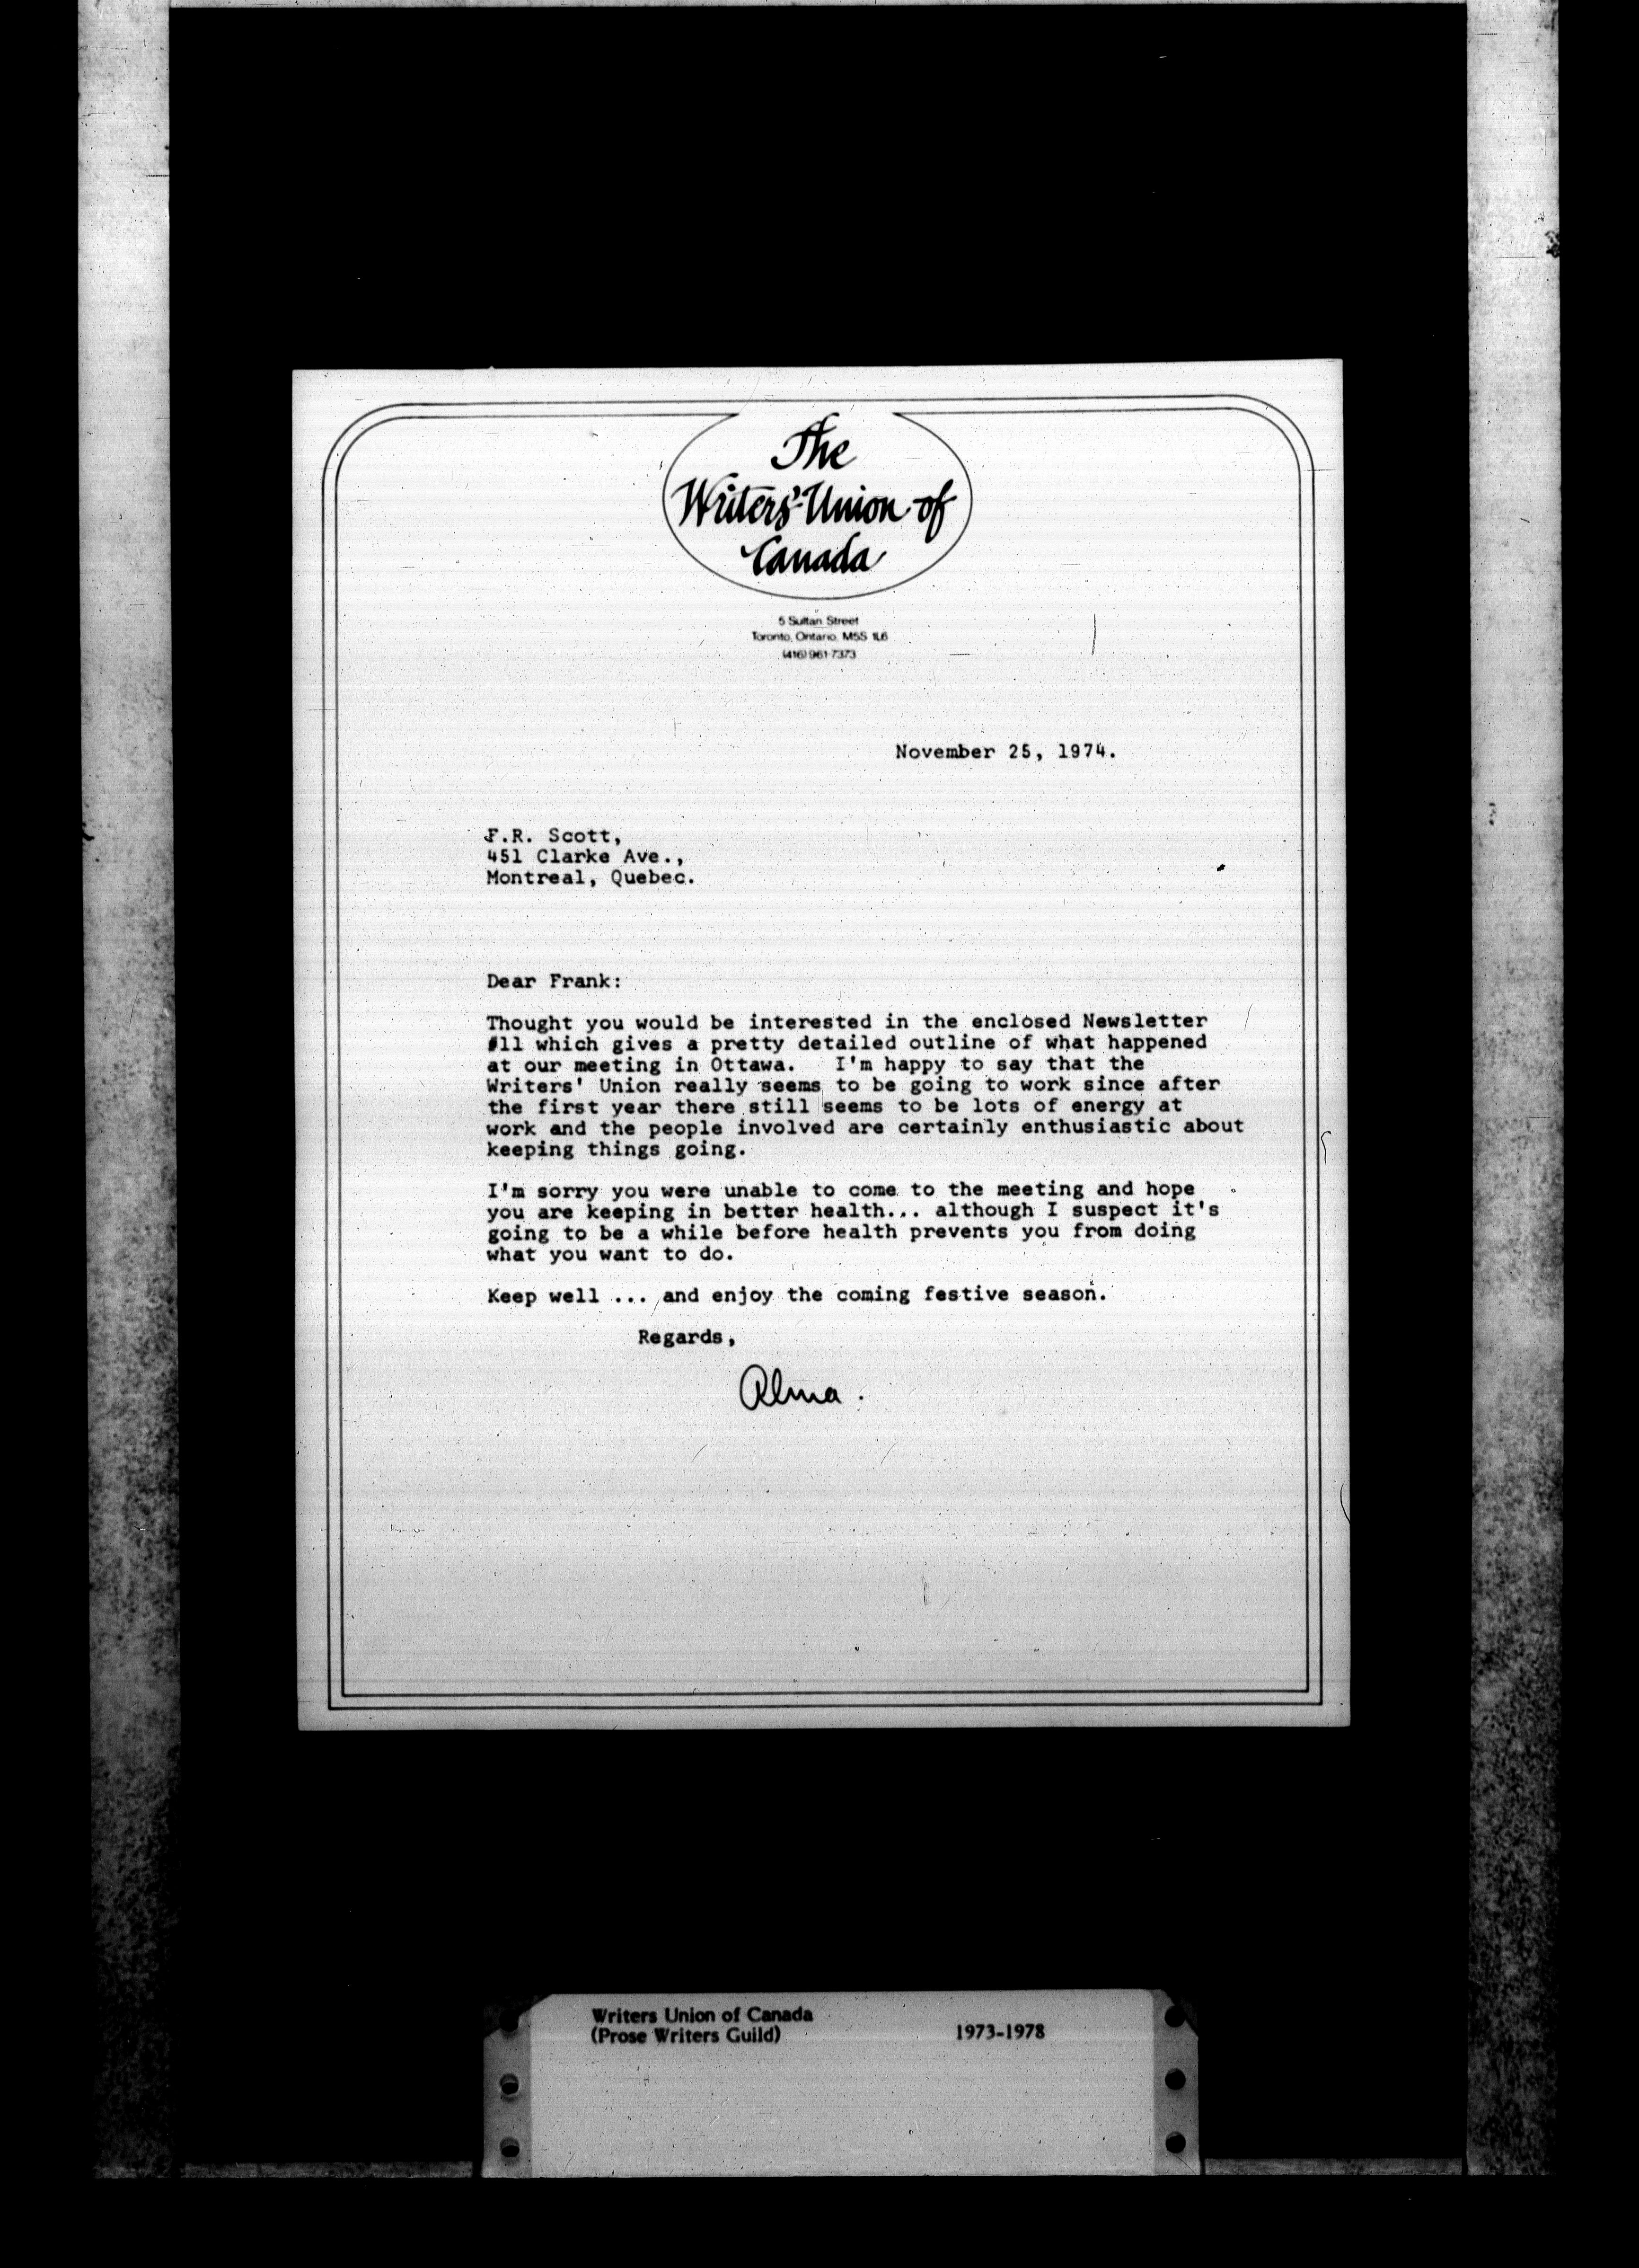 The
Writers' Union of
Canada
5 Sultan Street
Toronto, Ontario, M5S 1L6
(416) 961-7373
November 25, 1974.
F.R. Scott,
451 Clarke Ave.,
Montreal, Quebec.
Dear Frank:
Thought you would be interested in the enclosed Newsletter
#11 which gives a pretty detailed outline of what happened
at our meeting in Ottawa. I'm happy to say that the
Writers' Union really seems to be going to work since after
the first year there still seems to be lots of energy at
work and the people involved are certainly enthusiastic about
keeping things going.
I'm sorry you were unable to come to the meeting and hope
you are keeping in better health... although I suspect it's
going to be a while before health prevents you from doing
what you want to do.
Keep well ... and enjoy the coming festive season.
Regards,
Alma.
Writers Union of Canada
(Prose Writers Guild) 1973-1978